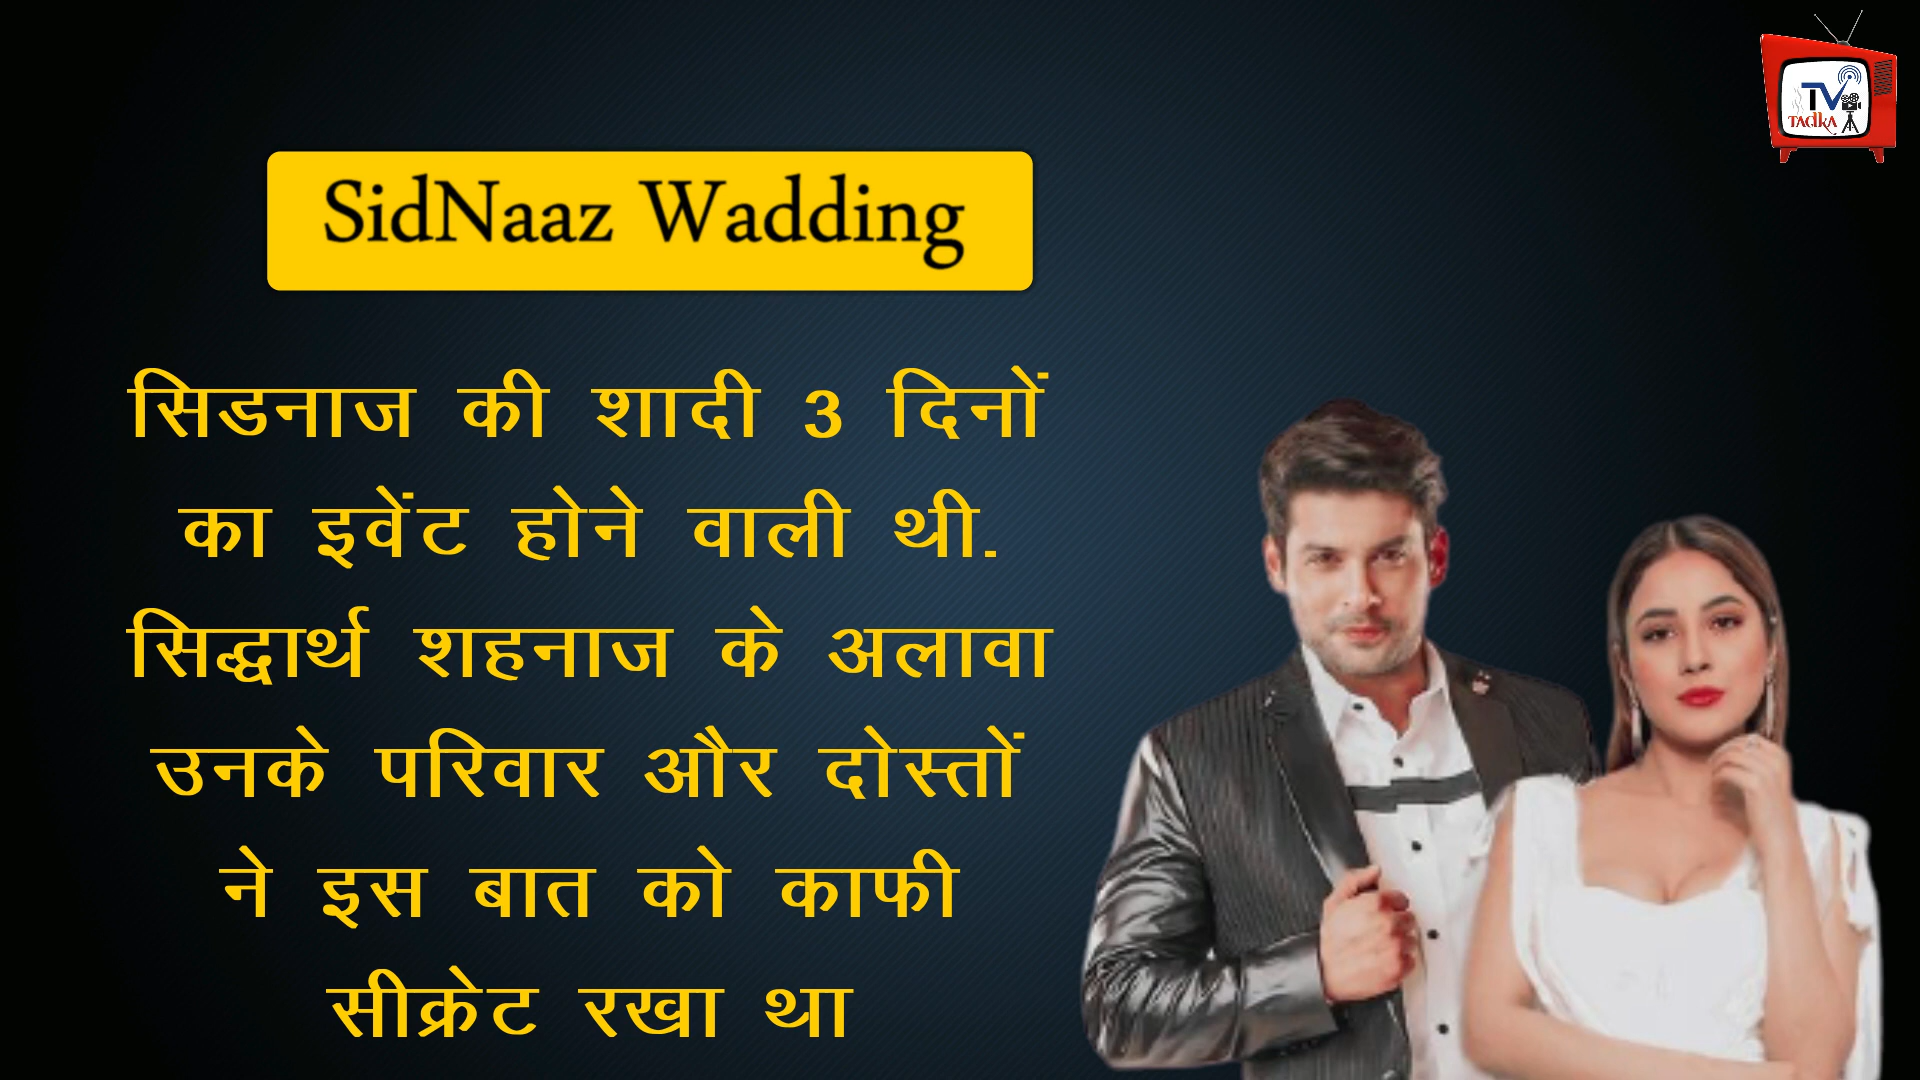 TV
TAdkA
SidNaaz Wadding
सिडनाज की शादी 3 दिनों
का इवेंट होने वाली थी.
सिद्धार्थ शहनाज के अलावा
उनके परिवार और दोस्तों
ने इस बात को काफी
सीक्रेट रखा था